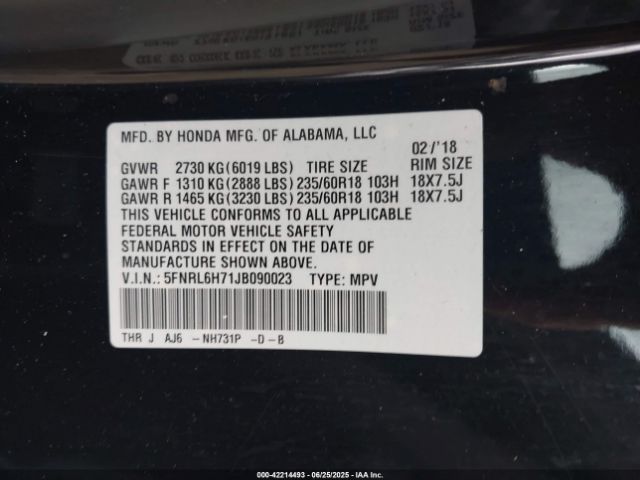 MFD. BY HONDA MFG. OF ALABAMA, LLC 02/'18
GVWR 2730 KG(6019 LBS) TIRE SIZE RIM SIZE
GAWR F 1310 KG(2888 LBS) 235/60R18 103H 18X7.5J
GAWR R 1465 KG(3230 LBS) 235/60R18 103H 18X7.5J
THIS VEHICLE CONFORMS TO ALL APPLICABLE
FEDERAL MOTOR VEHICLE SAFETY
STANDARDS IN EFFECT ON THE DATE OF
MANUFACTURE SHOWN ABOVE.
V.I.N.: 5FNRL6H71JB090023 TYPE: MPV
THR J AJ6 -NH731P -D-B
000-42214493 - 06/25/2025 - IAA, Inc.